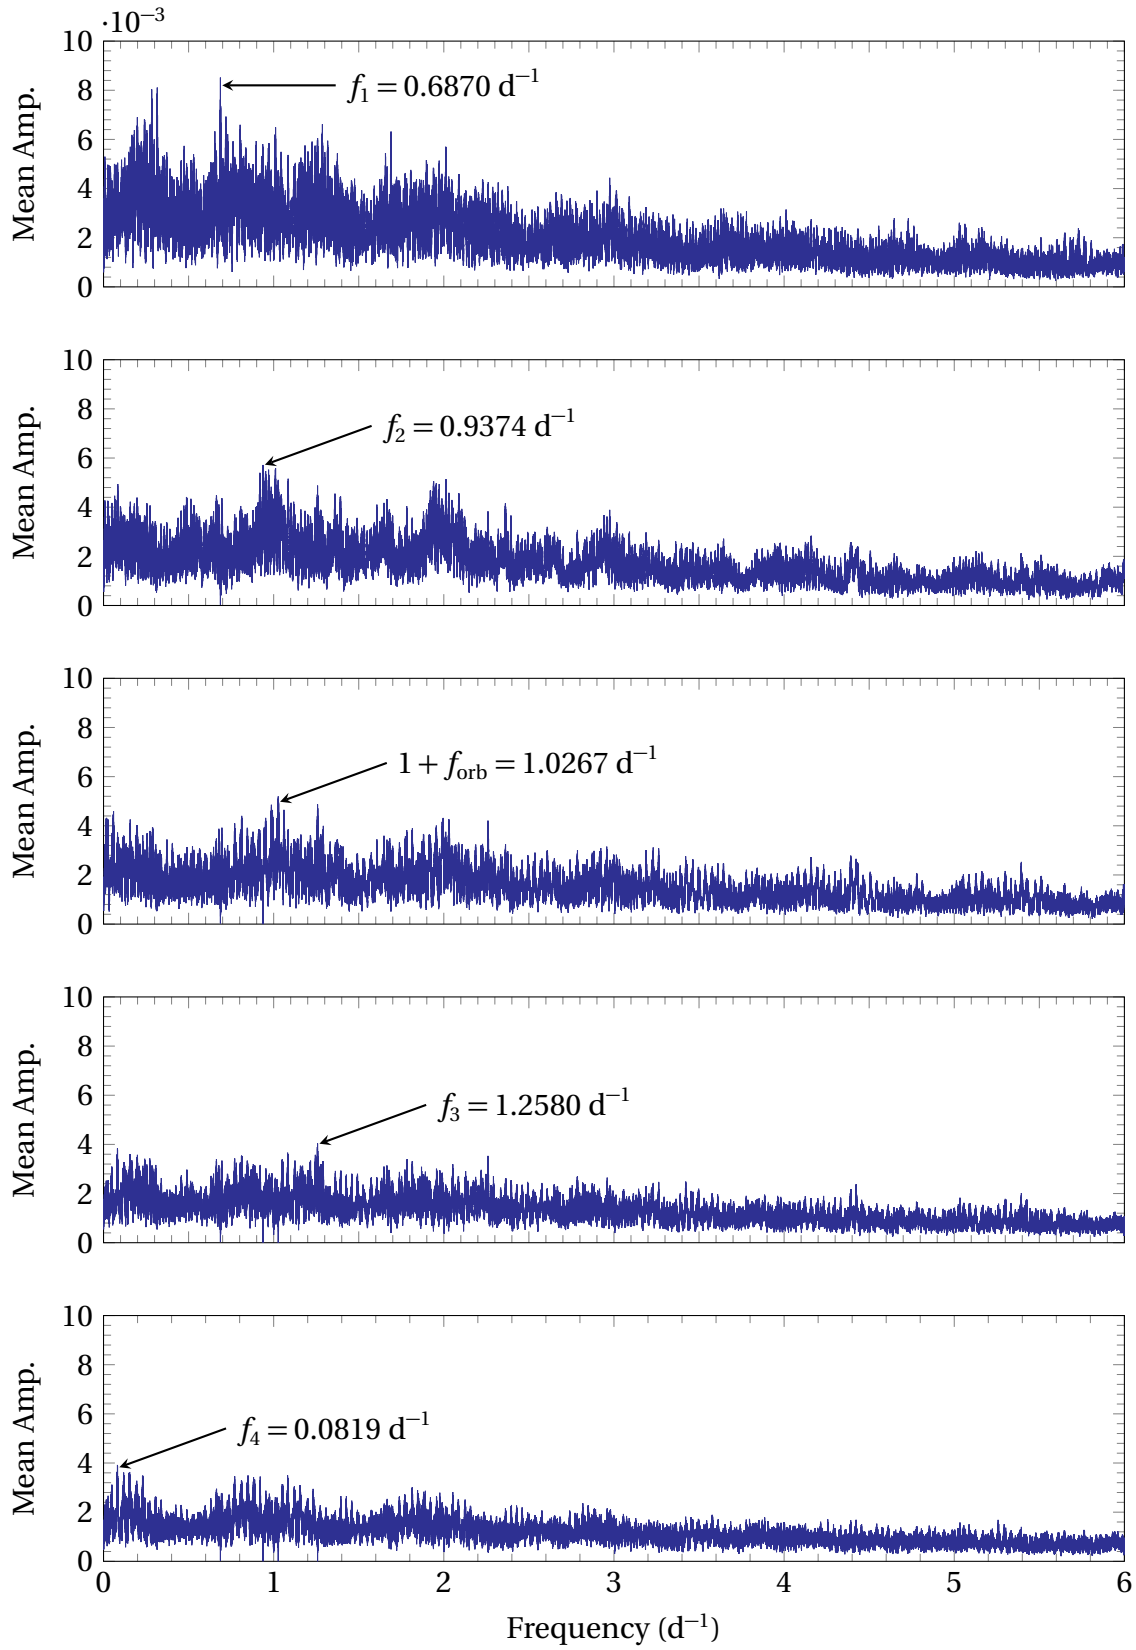 ·10⁻³
10
8
6
4
2
0
Mean Amp.
f₁ = 0.6870 d⁻¹
10
8
6
4
2
0
Mean Amp.
f₂ = 0.9374 d⁻¹
10
8
6
4
2
0
Mean Amp.
1 + f_orb = 1.0267 d⁻¹
10
8
6
4
2
0
Mean Amp.
f₃ = 1.2580 d⁻¹
10
8
6
4
2
0
Mean Amp.
f₄ = 0.0819 d⁻¹
0 1 2 3 4 5 6
Frequency (d⁻¹)